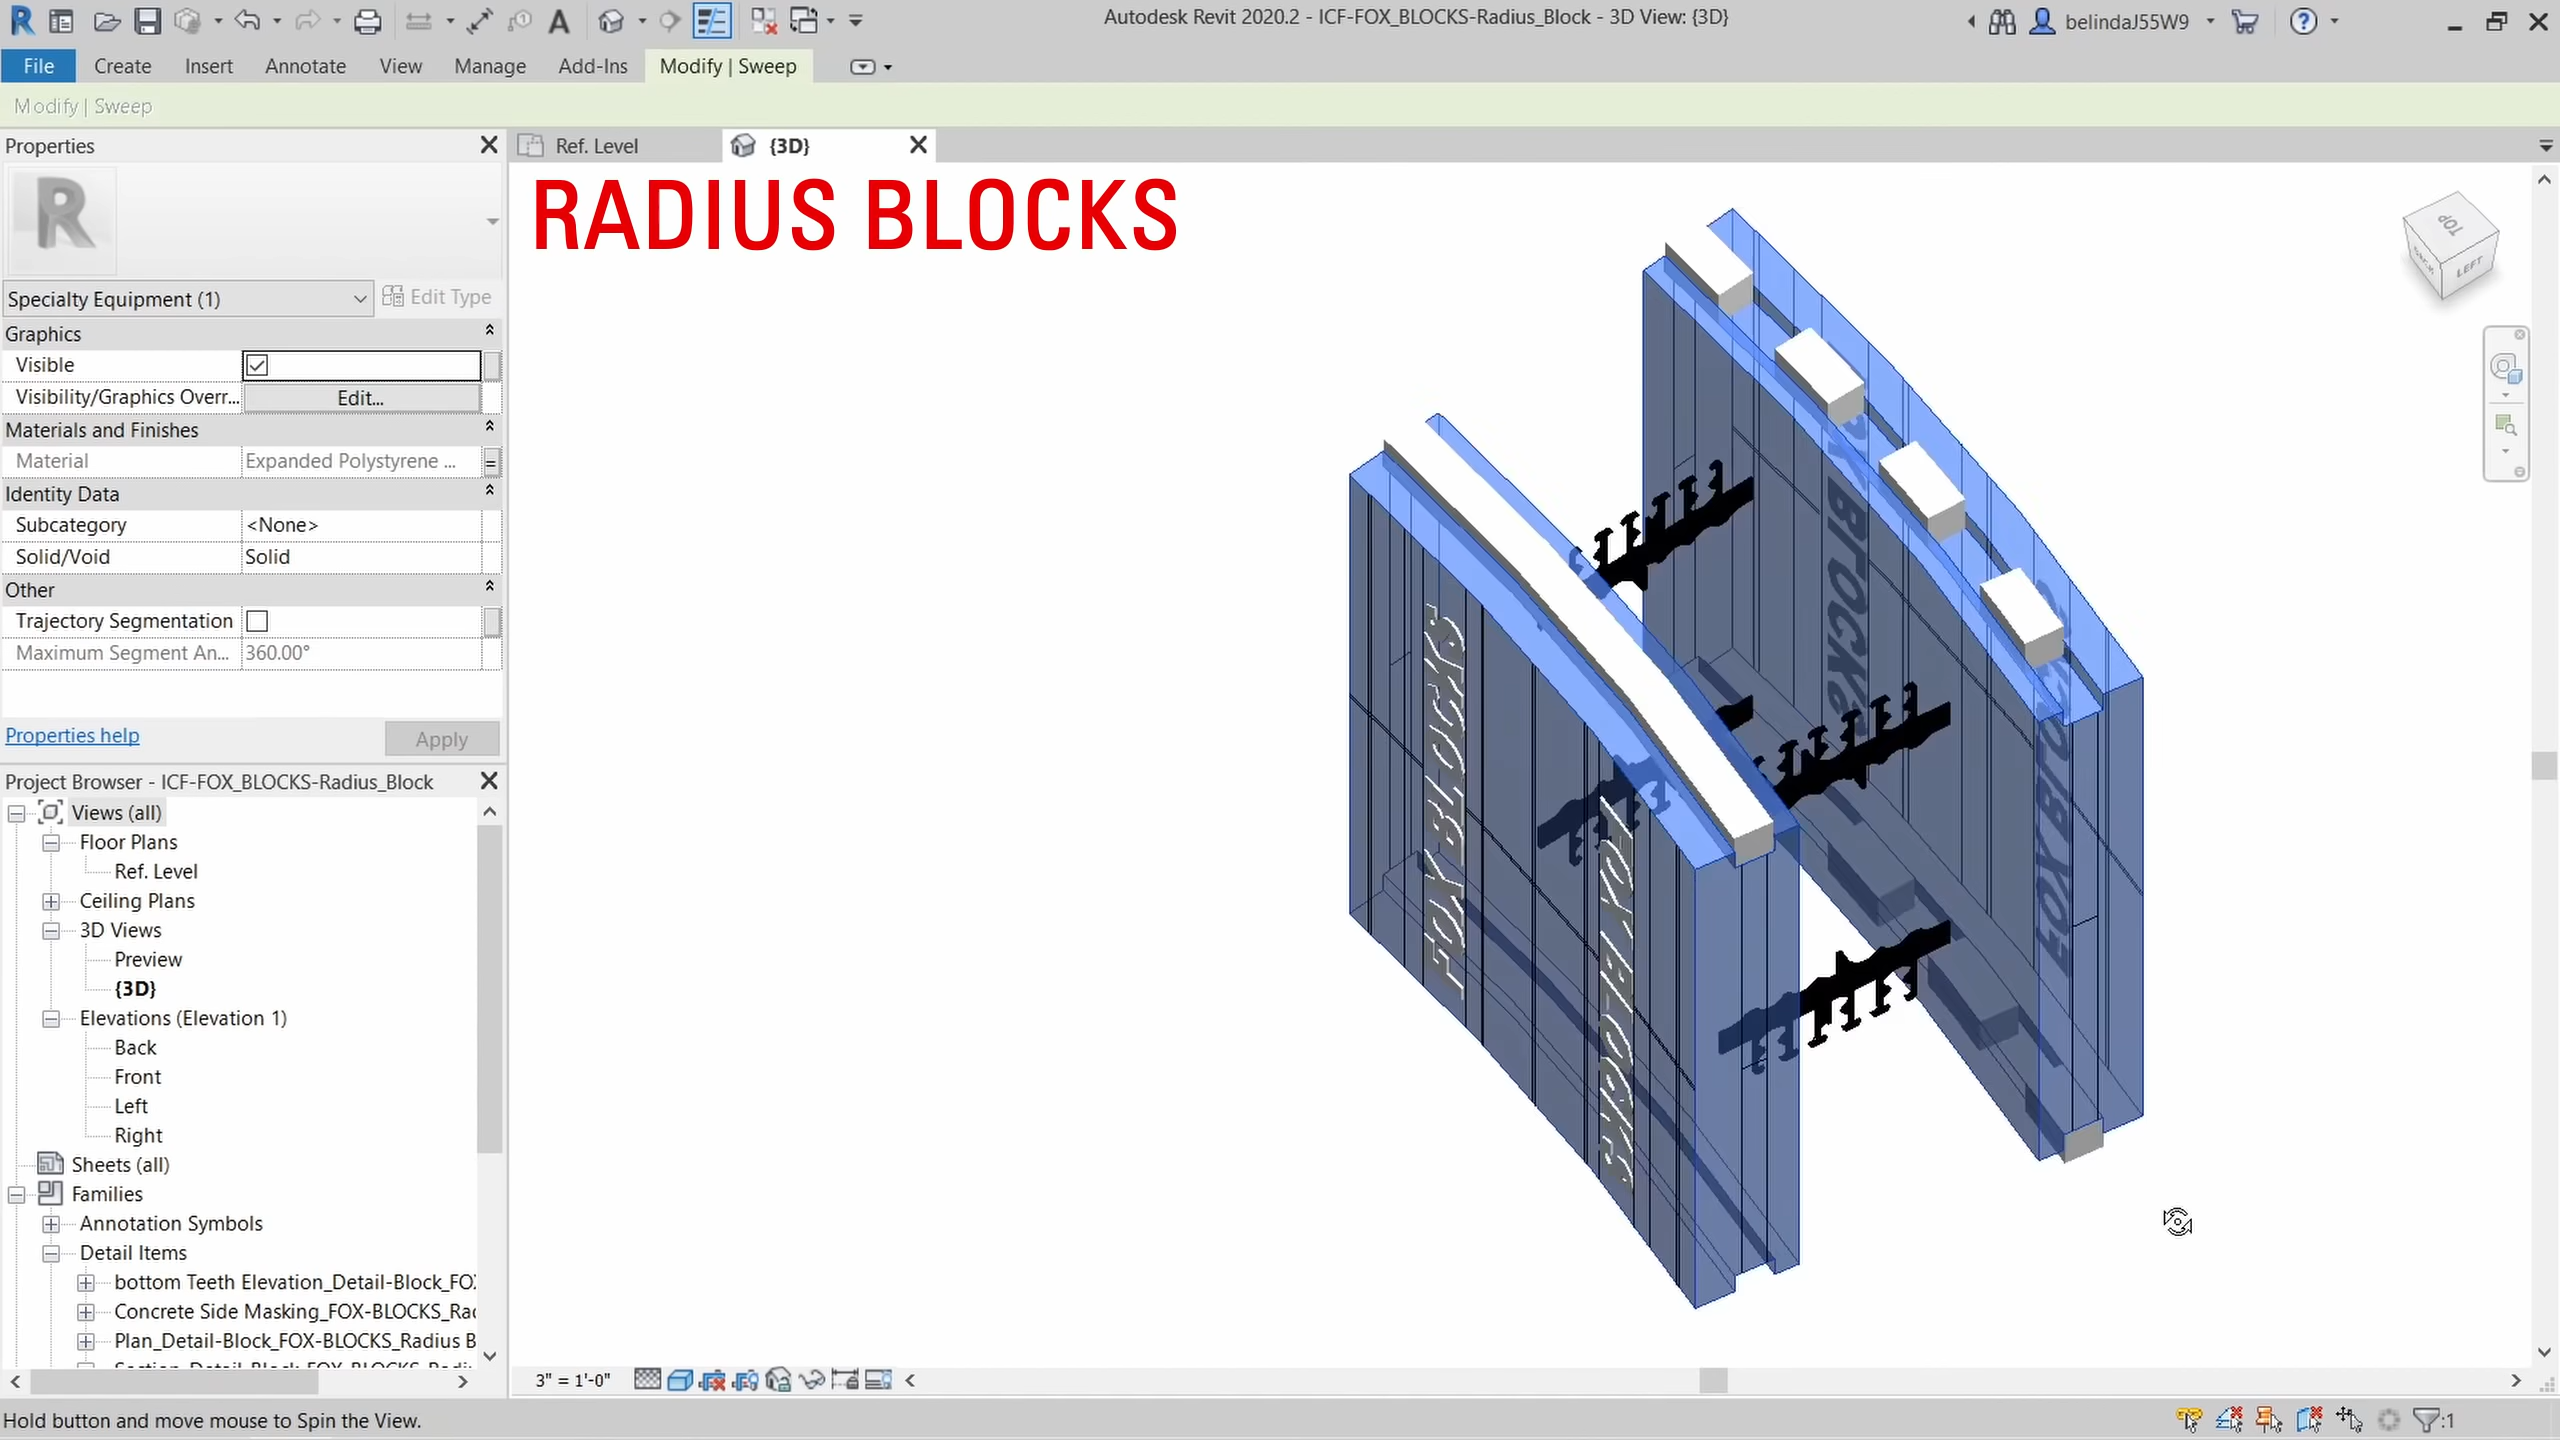 Autodesk Revit 2020.2 - ICF-FOX_BLOCKS-Radius_Block - 3D View: {3D}
belindaJ55W9
File Create Insert Annotate View Manage Add-Ins Modify | Sweep
Modify | Sweep
Properties
Ref. Level
{3D}
RADIUS BLOCKS
TOP
BACK
LEFT
Specialty Equipment (1)
Edit Type
Graphics
Visible
Visibility/Graphics Overr...
Edit...
Materials and Finishes
Material
Expanded Polystyrene ...
=
Identity Data
Subcategory
<None>
Solid/Void
Solid
Other
Trajectory Segmentation
Maximum Segment An...
360.00°
Properties help
Apply
FOX BLOCKS
FOX BLOCKS
FOX BLOCKS
Project Browser - ICF-FOX_BLOCKS-Radius_Block
Views (all)
Floor Plans
Ref. Level
Ceiling Plans
3D Views
Preview
{3D}
Elevations (Elevation 1)
Back
Front
Left
Right
Sheets (all)
Families
Annotation Symbols
Detail Items
bottom Teeth Elevation_Detail-Block_FO
Concrete Side Masking_FOX-BLOCKS_Rad
Plan_Detail-Block_FOX-BLOCKS_Radius B
3" = 1'-0"
Hold button and move mouse to Spin the View.
:1